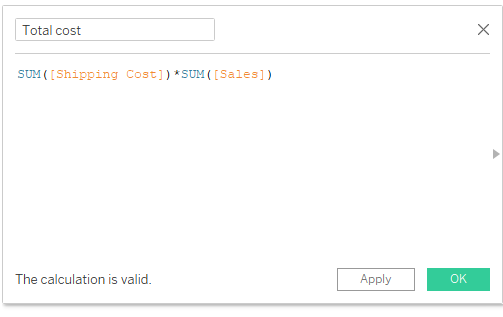 Total cost
SUM([Shipping Cost])*SUM([Sales])
The calculation is valid.
Apply
OK